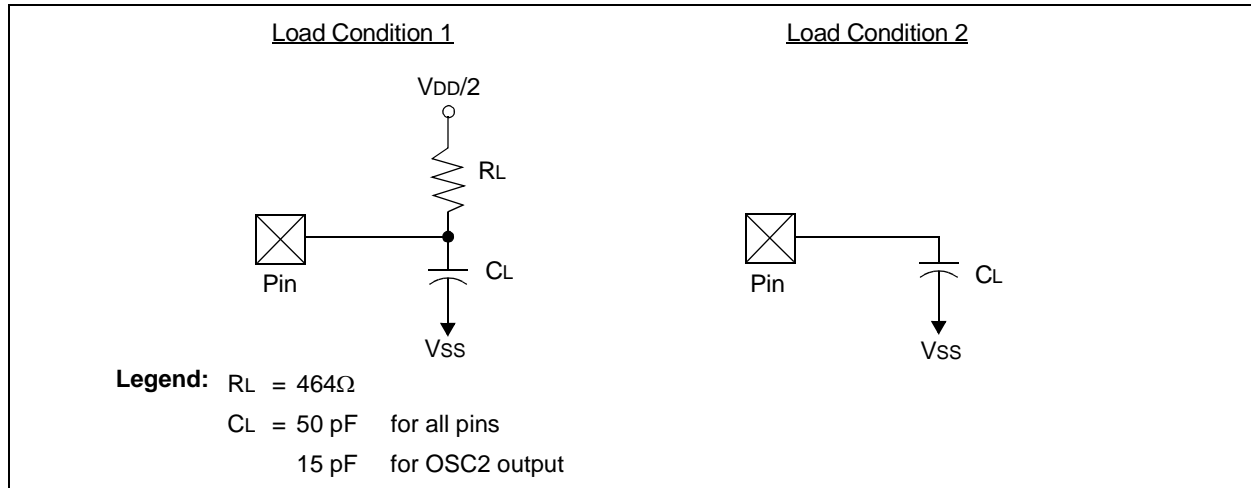 Load Condition 1
VDD/2
RL
Pin
CL
VSS
Load Condition 2
Pin
CL
VSS
Legend: RL = 464Ω
CL = 50 pF for all pins
15 pF for OSC2 output